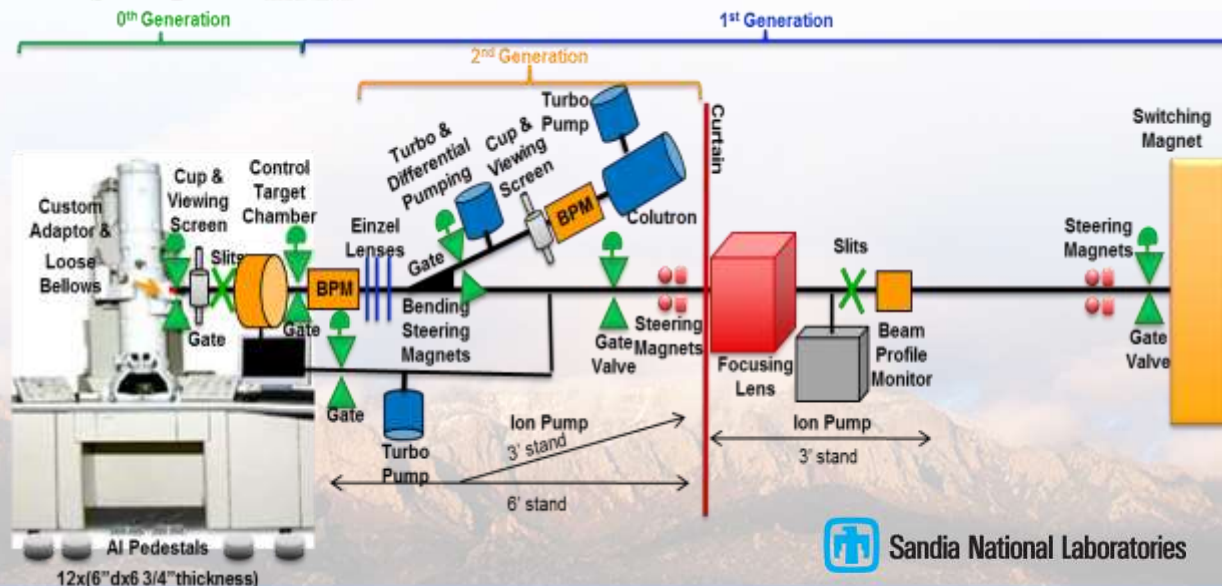 0th Generation
1st Generation
2nd Generation
Turbo
Pump
Curtain
Switching
Magnet
Turbo &
Differential
Pumping
Cup &
Viewing
Screen
Cup &
Viewing
Screen
Control
Target
Chamber
Custom
Adaptor &
Loose
Bellows
Slits
Einzel
Lenses
BPM
Colutron
Gate
BPM
Steering
Magnets
Slits
Gate
Gate
Bending
Steering
Magnets
Gate
Valve
Steering
Magnets
Focusing
Lens
Beam
Profile
Monitor
Gate
Valve
Gate
Turbo
Pump
Ion Pump
3' stand
6' stand
Ion Pump
3' stand
Al Pedestals
12x(6"dx6 3/4"thickness)
Sandia National Laboratories